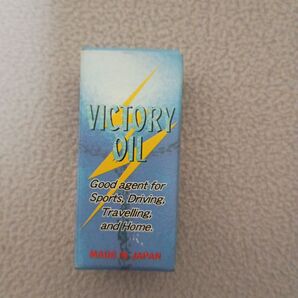 VICTORY
OIL
Good agent for
Sports, Driving,
Travelling,
and Home.
MADE IN JAPAN